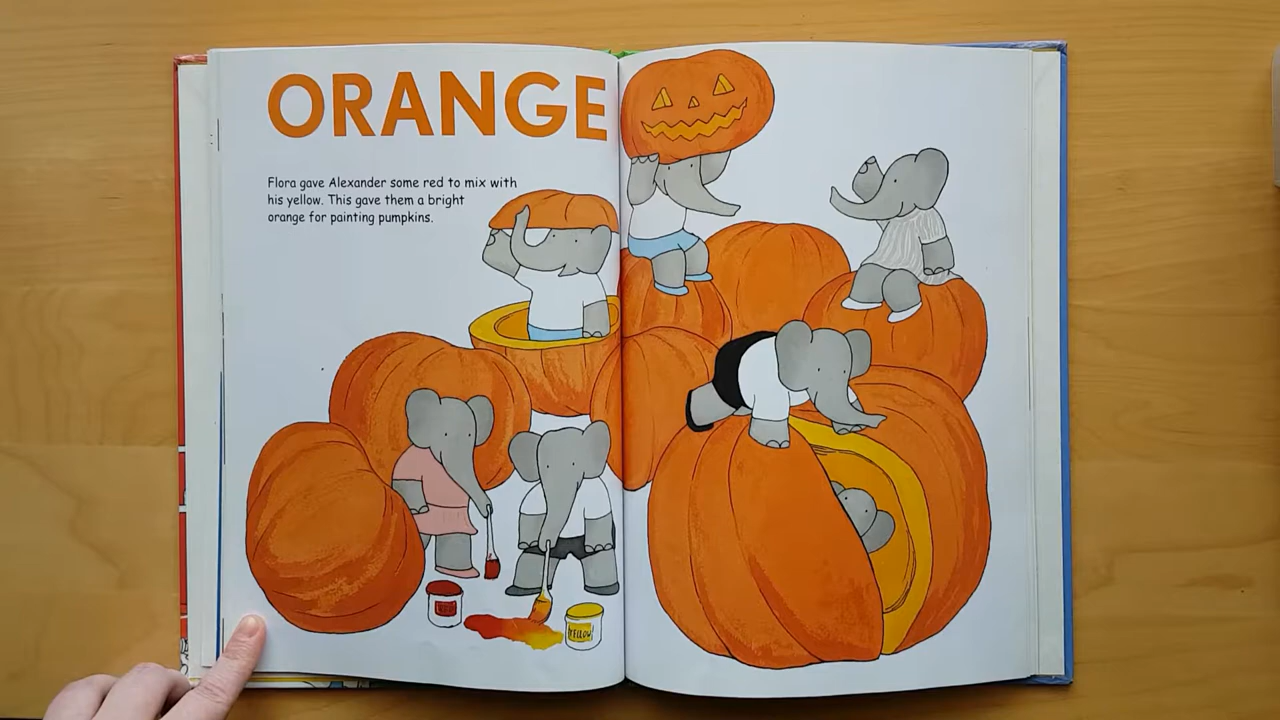 ORANGE
Flora gave Alexander some red to mix with
his yellow. This gave them a bright
orange for painting pumpkins.
RED
YELLOW